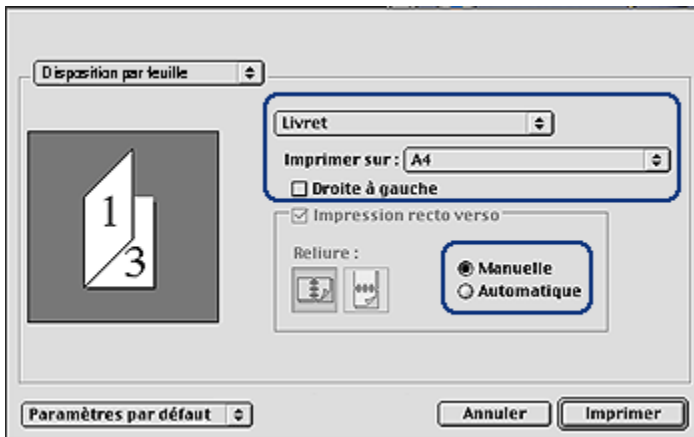 Disposition par feuille
Livret
Imprimer sur : A4
Droite à gauche
1
3
Impression recto verso
Reliure :
Manuelle
Automatique
Paramètres par défaut
Annuler
Imprimer